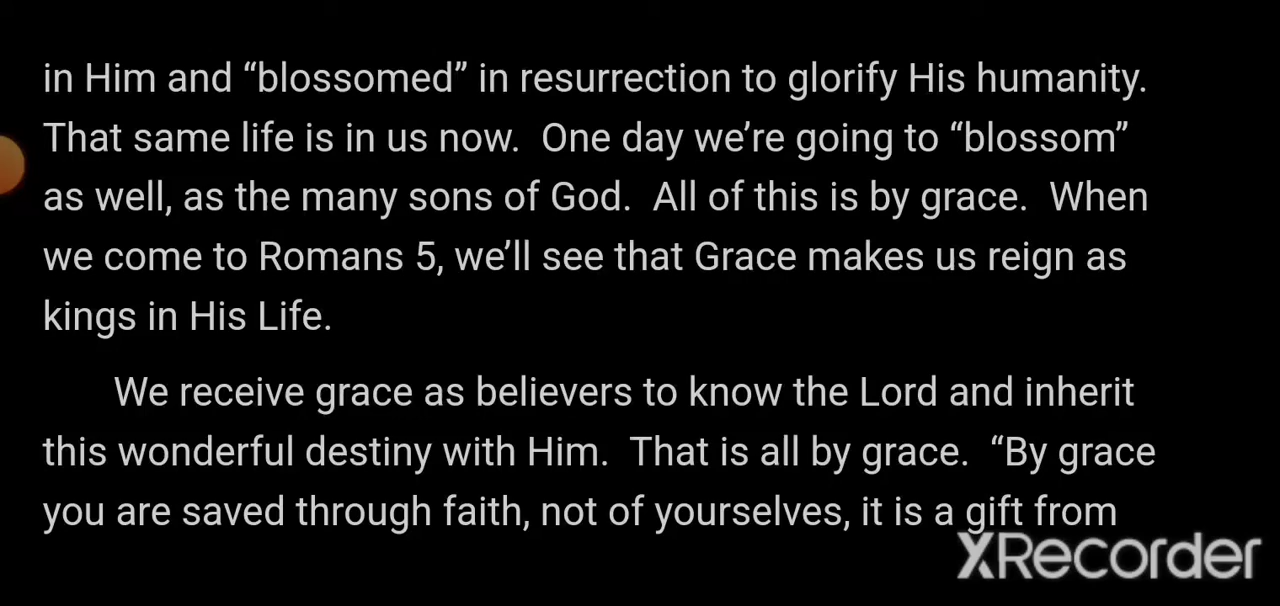 in Him and “blossomed” in resurrection to glorify His humanity.
That same life is in us now.  One day we’re going to “blossom”
as well, as the many sons of God.  All of this is by grace.  When
we come to Romans 5, we’ll see that Grace makes us reign as
kings in His Life.
We receive grace as believers to know the Lord and inherit
this wonderful destiny with Him.  That is all by grace.  “By grace
you are saved through faith, not of yourselves, it is a gift from
XRecorder